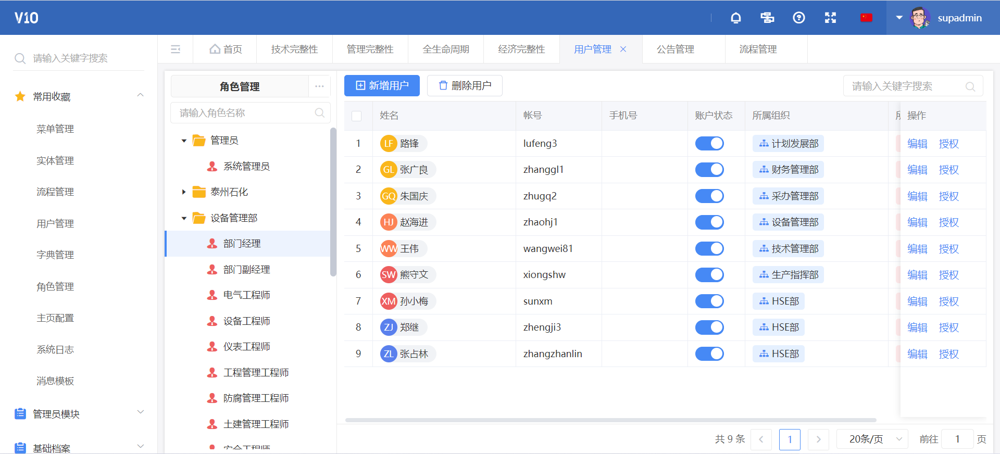 V10
supadmin
请输入关键字搜索
常用收藏
菜单管理
实体管理
流程管理
用户管理
字典管理
角色管理
主页配置
系统日志
消息模板
管理员模块
基础档案
首页
技术完整性
管理完整性
全生命周期
经济完整性
用户管理
公告管理
流程管理
角色管理
请输入角色名称
管理员
系统管理员
泰州石化
设备管理部
部门经理
部门副经理
电气工程师
设备工程师
仪表工程师
工程管理工程师
防腐管理工程师
土建管理工程师
安全工程师
新增用户 删除用户 请输入关键字搜索
姓名 帐号 手机号 账户状态 所属组织 操作
1 LF 路锋 lufeng3 计划发展部 编辑 授权
2 GL 张广良 zhanggl1 财务管理部 编辑 授权
3 GQ 朱国庆 zhugq2 采办管理部 编辑 授权
4 HJ 赵海进 zhaohj1 设备管理部 编辑 授权
5 WW 王伟 wangwei81 技术管理部 编辑 授权
6 SW 熊守文 xiongshw 生产指挥部 编辑 授权
7 XM 孙小梅 sunxm HSE部 编辑 授权
8 ZJ 郑继 zhengji3 HSE部 编辑 授权
9 ZL 张占林 zhangzhanlin HSE部 编辑 授权
共 9 条 1 20条/页 前往 1 页